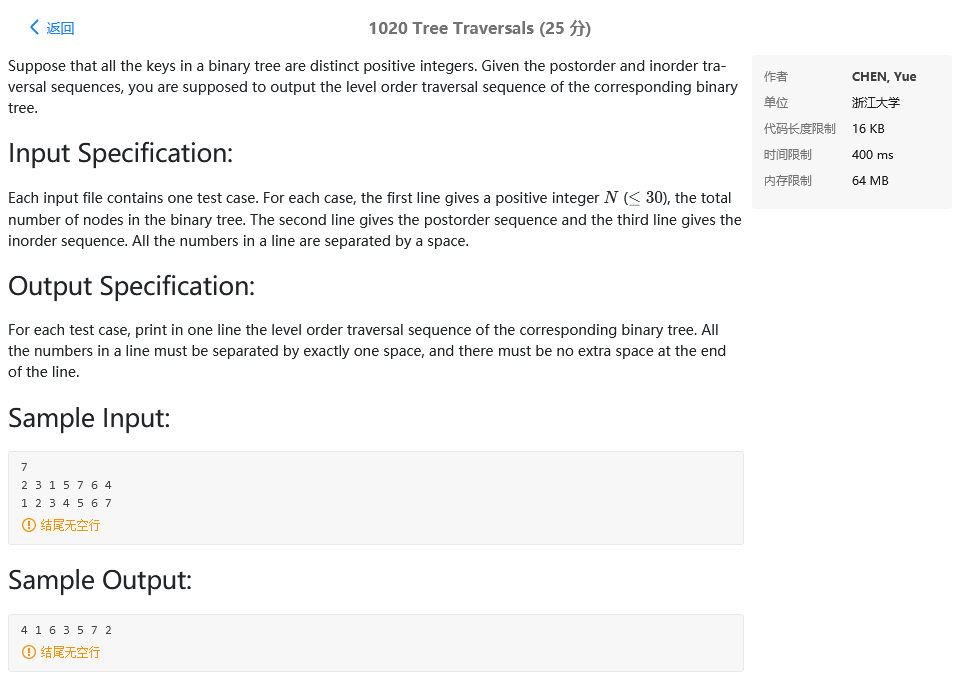 返回
1020 Tree Traversals (25 分)
Suppose that all the keys in a binary tree are distinct positive integers. Given the postorder and inorder tra-
versal sequences, you are supposed to output the level order traversal sequence of the corresponding binary
tree.
作者 CHEN, Yue
单位 浙江大学
代码长度限制 16 KB
时间限制 400 ms
内存限制 64 MB
Input Specification:
Each input file contains one test case. For each case, the first line gives a positive integer N (≤ 30), the total
number of nodes in the binary tree. The second line gives the postorder sequence and the third line gives the
inorder sequence. All the numbers in a line are separated by a space.
Output Specification:
For each test case, print in one line the level order traversal sequence of the corresponding binary tree. All
the numbers in a line must be separated by exactly one space, and there must be no extra space at the end
of the line.
Sample Input:
7
2 3 1 5 7 6 4
1 2 3 4 5 6 7
结尾无空行
Sample Output:
4 1 6 3 5 7 2
结尾无空行